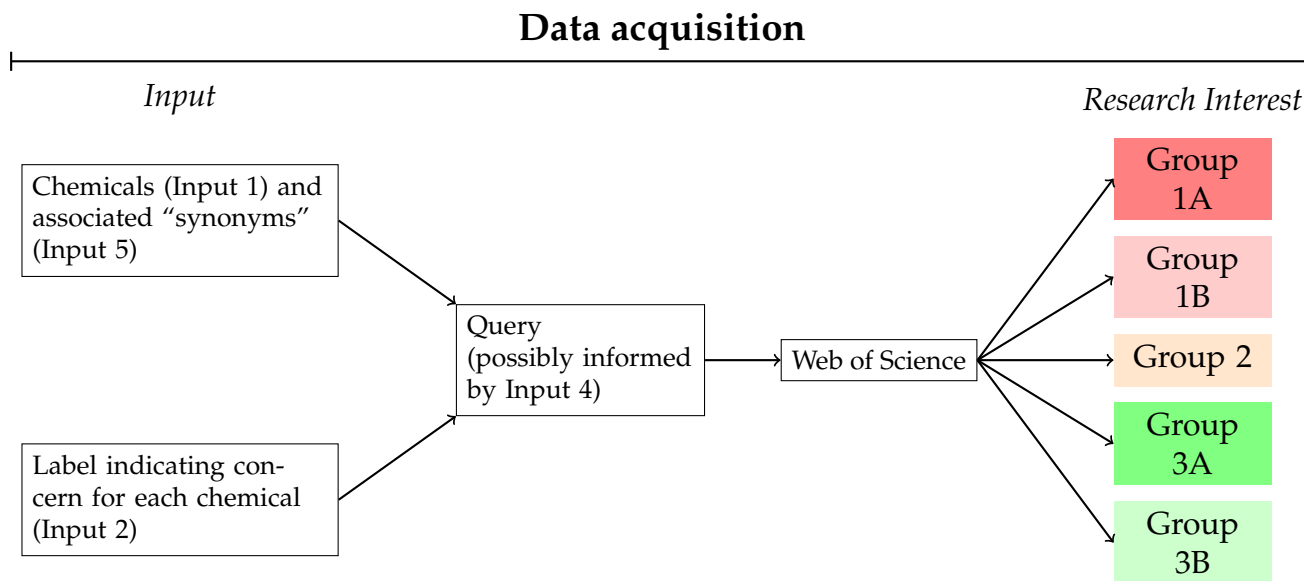 Data acquisition
Input
Research Interest
Chemicals (Input 1) and
associated “synonyms”
(Input 5)
Label indicating con-
cern for each chemical
(Input 2)
Query
(possibly informed
by Input 4)
Web of Science
Group
1A
Group
1B
Group 2
Group
3A
Group
3B